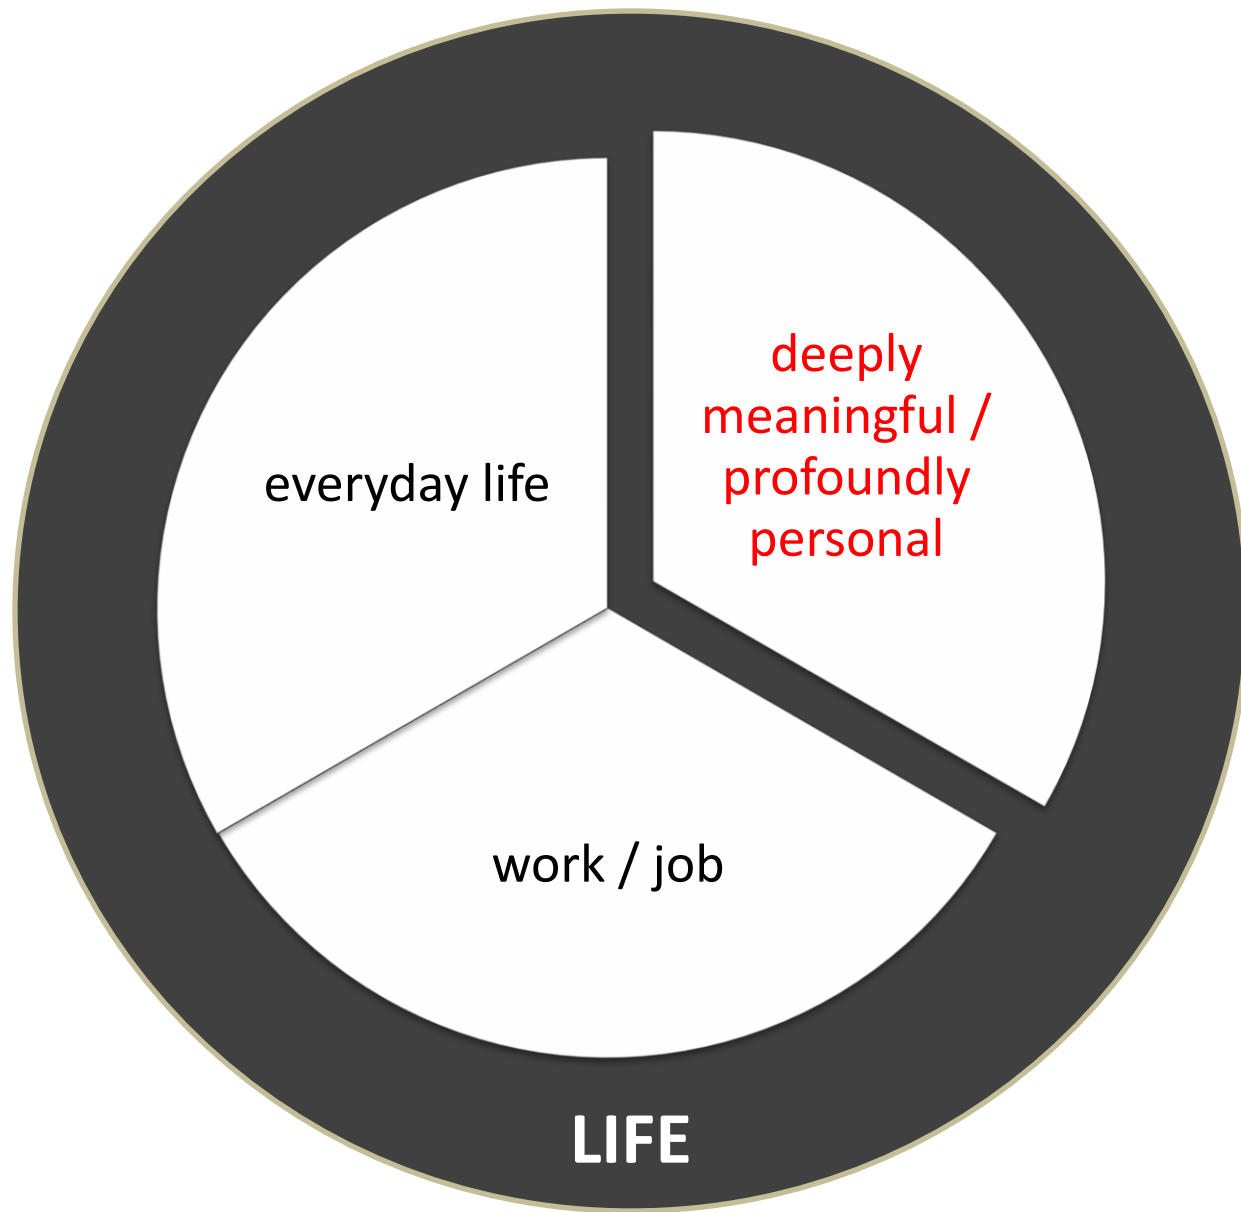 deeply
meaningful /
profoundly
personal
everyday life
work / job
LIFE